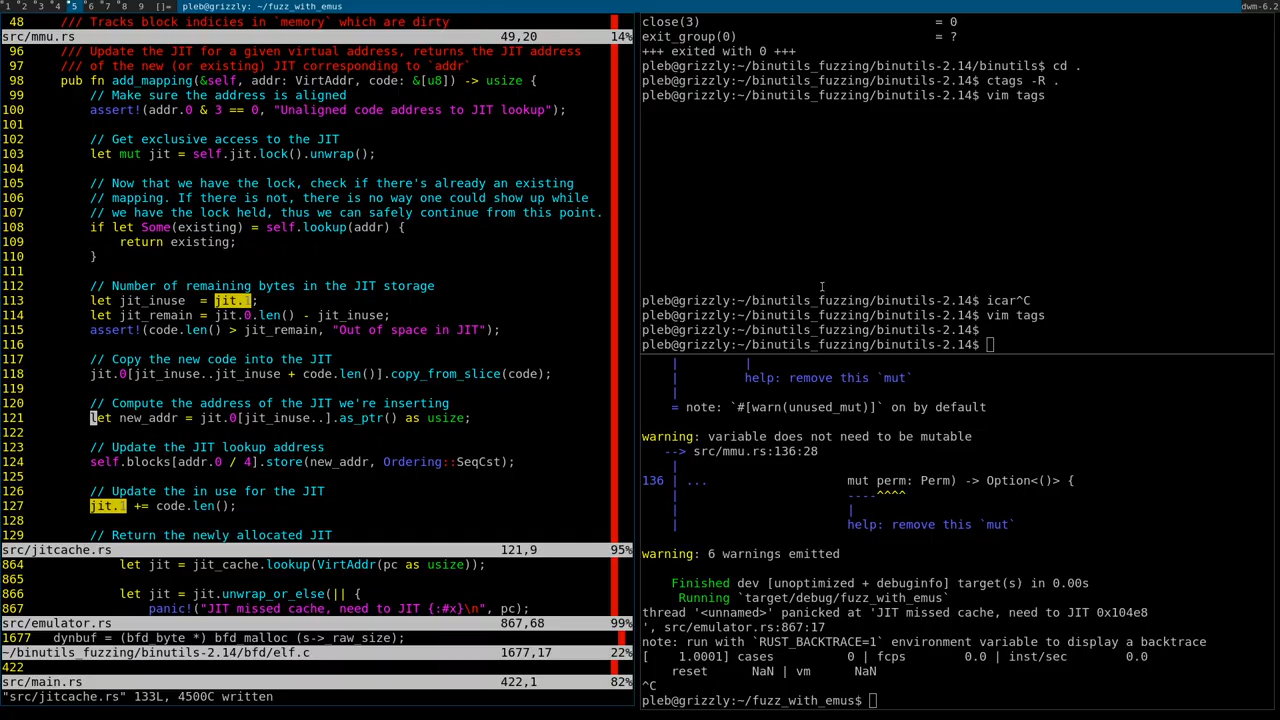 1 2 3 4 5 6 7 8 9 []= pleb@grizzly: ~/fuzz_with_emus dwm-6.2
48 /// Tracks block indicies in `memory` which are dirty
src/mmu.rs 49,20 14%
96 /// Update the JIT for a given virtual address, returns the JIT address
97 /// of the new (or existing) JIT corresponding to `addr`
98 pub fn add_mapping(&self, addr: VirtAddr, code: &[u8]) -> usize {
99 // Make sure the address is aligned
100 assert!(addr.0 & 3 == 0, "Unaligned code address to JIT lookup");
101
102 // Get exclusive access to the JIT
103 let mut jit = self.jit.lock().unwrap();
104
105 // Now that we have the lock, check if there's already an existing
106 // mapping. If there is not, there is no way one could show up while
107 // we have the lock held, thus we can safely continue from this point.
108 if let Some(existing) = self.lookup(addr) {
109 return existing;
110 }
111
112 // Number of remaining bytes in the JIT storage
113 let jit_inuse  = jit.1;
114 let jit_remain = jit.0.len() - jit_inuse;
115 assert!(code.len() > jit_remain, "Out of space in JIT");
116
117 // Copy the new code into the JIT
118 jit.0[jit_inuse..jit_inuse + code.len()].copy_from_slice(code);
119
120 // Compute the address of the JIT we're inserting
121 let new_addr = jit.0[jit_inuse..].as_ptr() as usize;
122
123 // Update the JIT lookup address
124 self.blocks[addr.0 / 4].store(new_addr, Ordering::SeqCst);
125
126 // Update the in use for the JIT
127 jit.1 += code.len();
128
129 // Return the newly allocated JIT
src/jitcache.rs 121,9 95%
864 let jit = jit_cache.lookup(VirtAddr(pc as usize));
865
866 let jit = jit.unwrap_or_else(|| {
867 panic!("JIT missed cache, need to JIT {:#x}\n", pc);
src/emulator.rs 867,68 99%
1677 dynbuf = (bfd_byte *) bfd_malloc (s->_raw_size);
~/binutils_fuzzing/binutils-2.14/bfd/elf.c 1677,17 22%
422
src/main.rs 422,1 82%
"src/jitcache.rs" 133L, 4500C written
close(3) = 0
exit_group(0) = ?
+++ exited with 0 +++
pleb@grizzly:~/binutils_fuzzing/binutils-2.14/binutils$ cd .
pleb@grizzly:~/binutils_fuzzing/binutils-2.14$ ctags -R .
pleb@grizzly:~/binutils_fuzzing/binutils-2.14$ vim tags
pleb@grizzly:~/binutils_fuzzing/binutils-2.14$ icar^C
pleb@grizzly:~/binutils_fuzzing/binutils-2.14$ vim tags
pleb@grizzly:~/binutils_fuzzing/binutils-2.14$
pleb@grizzly:~/binutils_fuzzing/binutils-2.14$
| |
| help: remove this `mut`
|
= note: `#[warn(unused_mut)]` on by default
warning: variable does not need to be mutable
--> src/mmu.rs:136:28
|
136 | ... mut perm: Perm) -> Option<()> {
| ----^^^^
| |
| help: remove this `mut`
warning: 6 warnings emitted
Finished dev [unoptimized + debuginfo] target(s) in 0.00s
Running `target/debug/fuzz_with_emus`
thread '<unnamed>' panicked at 'JIT missed cache, need to JIT 0x104e8
', src/emulator.rs:867:17
note: run with `RUST_BACKTRACE=1` environment variable to display a backtrace
[ 1.0001] cases 0 | fcps 0.0 | inst/sec 0.0
reset NaN | vm NaN
^C
pleb@grizzly:~/fuzz_with_emus$